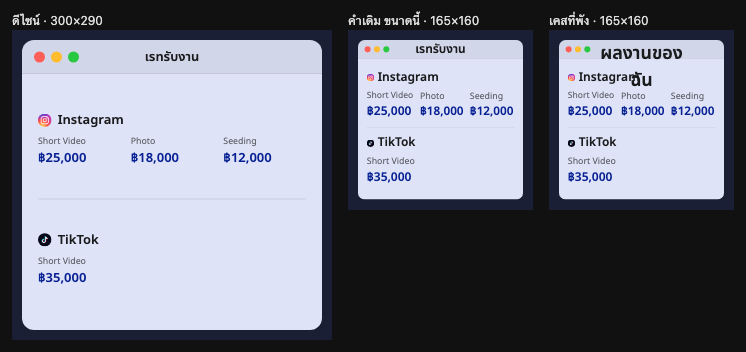 ดีไซน์ · 300×290
เรทรับงาน
Instagram
Short Video Photo Seeding
฿25,000 ฿18,000 ฿12,000
TikTok
Short Video
฿35,000
คำเดิม ขนาดนี้ · 165×160
เรทรับงาน
Instagram
Short Video Photo Seeding
฿25,000 ฿18,000 ฿12,000
TikTok
Short Video
฿35,000
เคสที่พัง · 165×160
ผลงานของ
ฉัน
Instagram
Short Video Photo Seeding
฿25,000 ฿18,000 ฿12,000
TikTok
Short Video
฿35,000